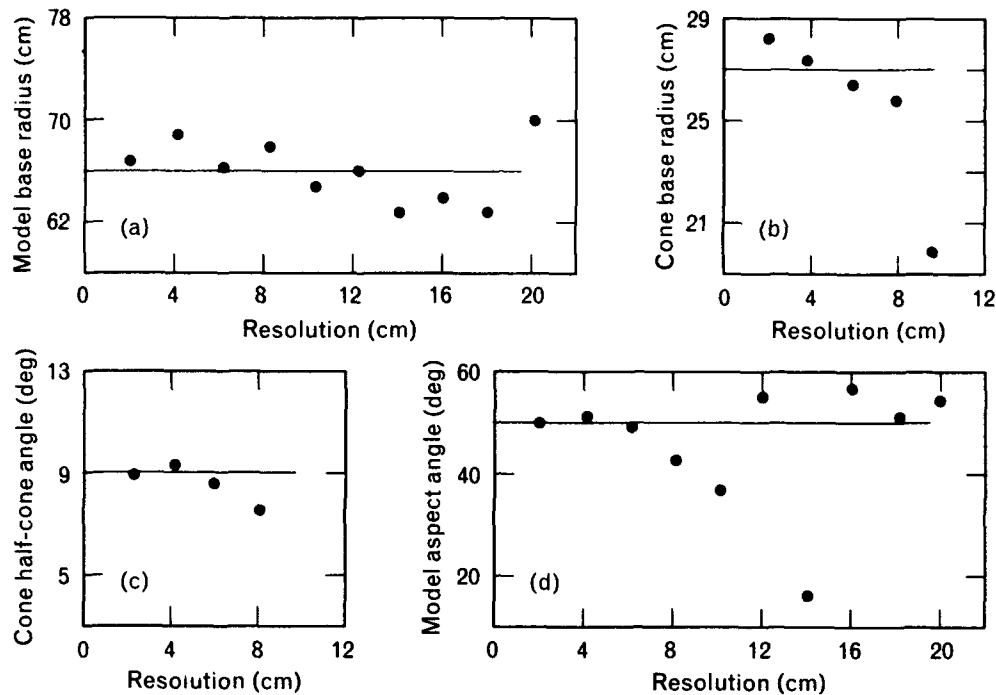 Model base radius (cm)
78
70
62
(a)
0 4 8 12 16 20
Resolution (cm)
Cone base radius (cm)
29
25
21
(b)
0 4 8 12
Resolution (cm)
Cone half-cone angle (deg)
13
9
5
(c)
0 4 8 12
Resolution (cm)
Model aspect angle (deg)
60
40
20
(d)
0 4 8 12 16 20
Resolution (cm)